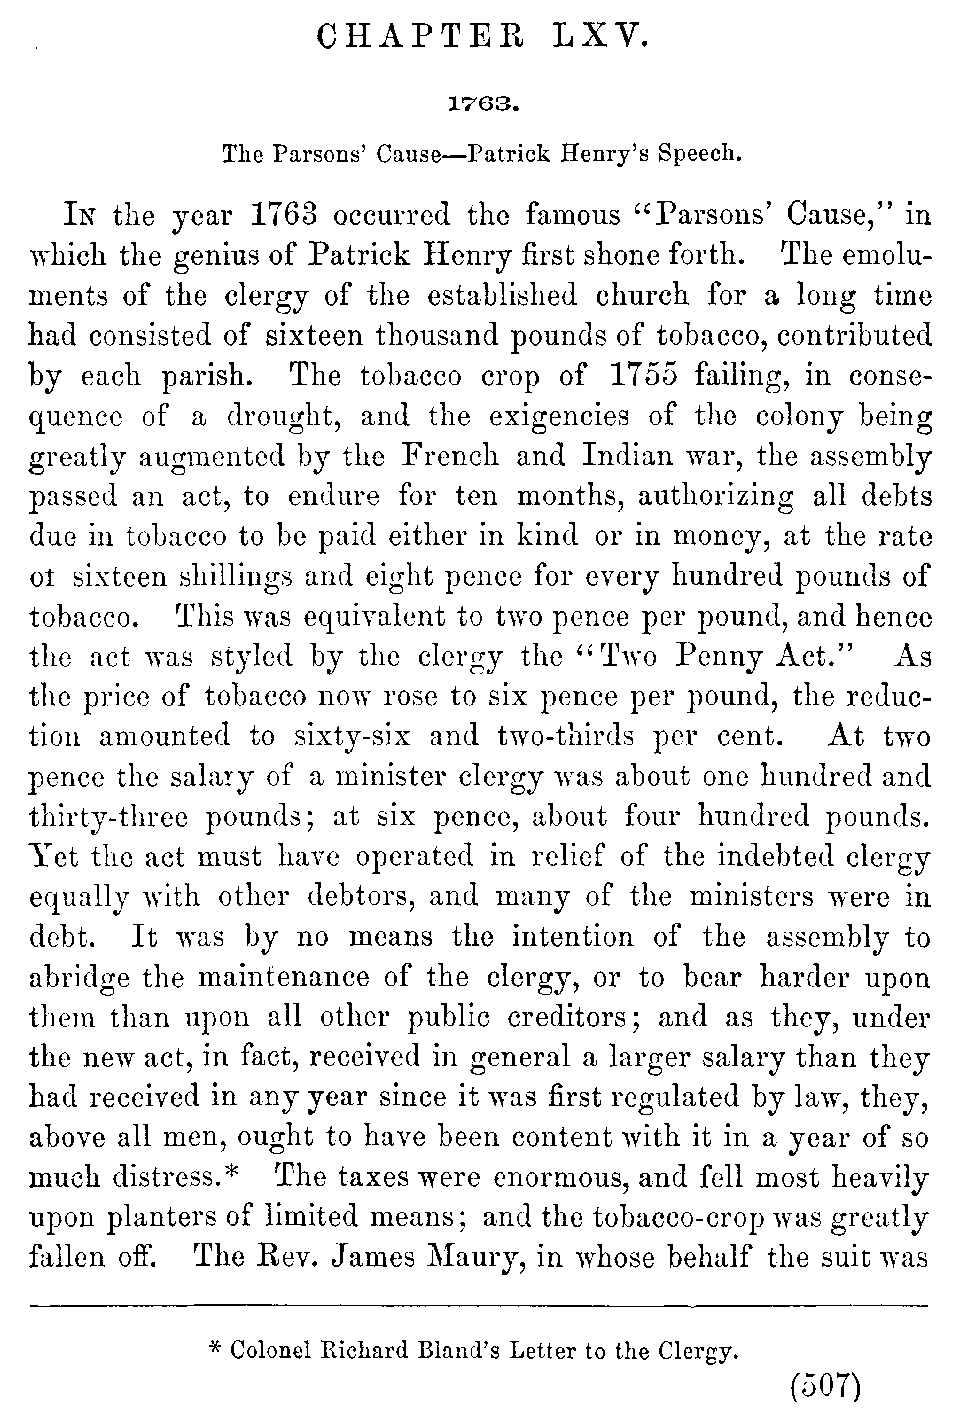 CHAPTER LXV.
1763.
The Parsons' Cause—Patrick Henry's Speech.
In the year 1763 occurred the famous "Parsons' Cause," in
which the genius of Patrick Henry first shone forth. The emolu-
ments of the clergy of the established church for a long time
had consisted of sixteen thousand pounds of tobacco, contributed
by each parish. The tobacco crop of 1755 failing, in conse-
quence of a drought, and the exigencies of the colony being
greatly augmented by the French and Indian war, the assembly
passed an act, to endure for ten months, authorizing all debts
due in tobacco to be paid either in kind or in money, at the rate
of sixteen shillings and eight pence for every hundred pounds of
tobacco. This was equivalent to two pence per pound, and hence
the act was styled by the clergy the "Two Penny Act." As
the price of tobacco now rose to six pence per pound, the reduc-
tion amounted to sixty-six and two-thirds per cent. At two
pence the salary of a minister clergy was about one hundred and
thirty-three pounds; at six pence, about four hundred pounds.
Yet the act must have operated in relief of the indebted clergy
equally with other debtors, and many of the ministers were in
debt. It was by no means the intention of the assembly to
abridge the maintenance of the clergy, or to bear harder upon
them than upon all other public creditors; and as they, under
the new act, in fact, received in general a larger salary than they
had received in any year since it was first regulated by law, they,
above all men, ought to have been content with it in a year of so
much distress.* The taxes were enormous, and fell most heavily
upon planters of limited means; and the tobacco-crop was greatly
fallen off. The Rev. James Maury, in whose behalf the suit was
* Colonel Richard Bland's Letter to the Clergy.
(507)